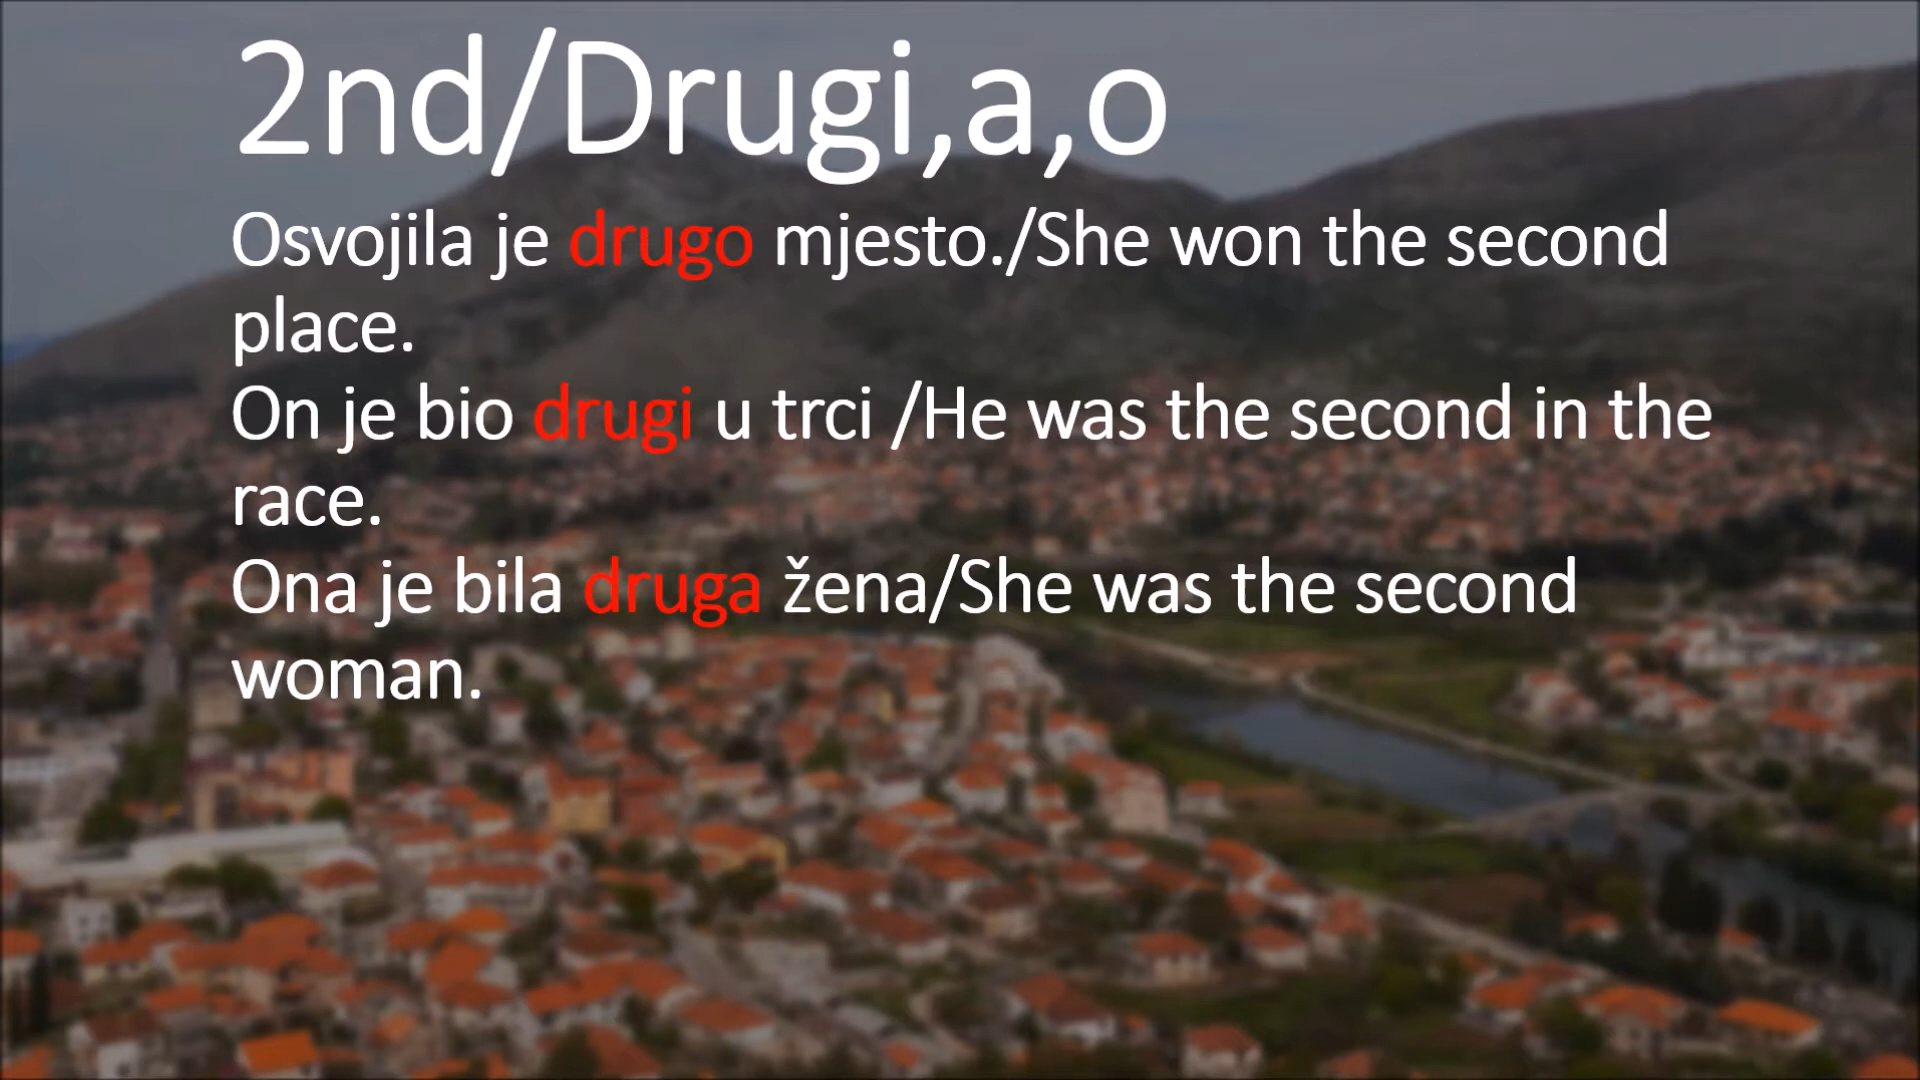 2nd/Drugi,a,o
Osvojila je drugo mjesto./She won the second
place.
On je bio drugi u trci /He was the second in the
race.
Ona je bila druga žena/She was the second
woman.